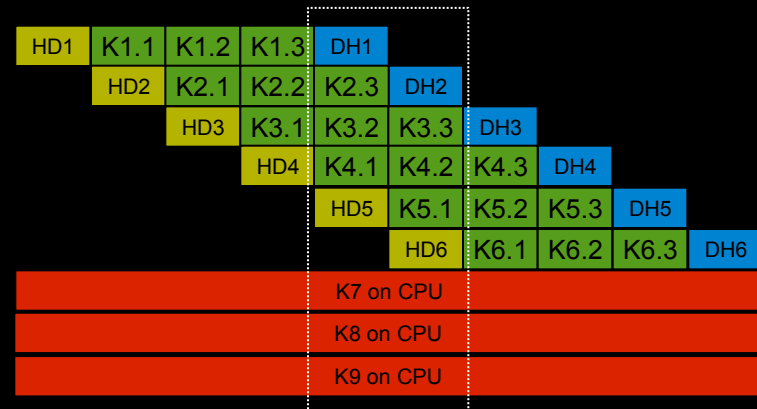 HD1 K1.1 K1.2 K1.3 DH1
HD2 K2.1 K2.2 K2.3 DH2
HD3 K3.1 K3.2 K3.3 DH3
HD4 K4.1 K4.2 K4.3 DH4
HD5 K5.1 K5.2 K5.3 DH5
HD6 K6.1 K6.2 K6.3 DH6
K7 on CPU
K8 on CPU
K9 on CPU